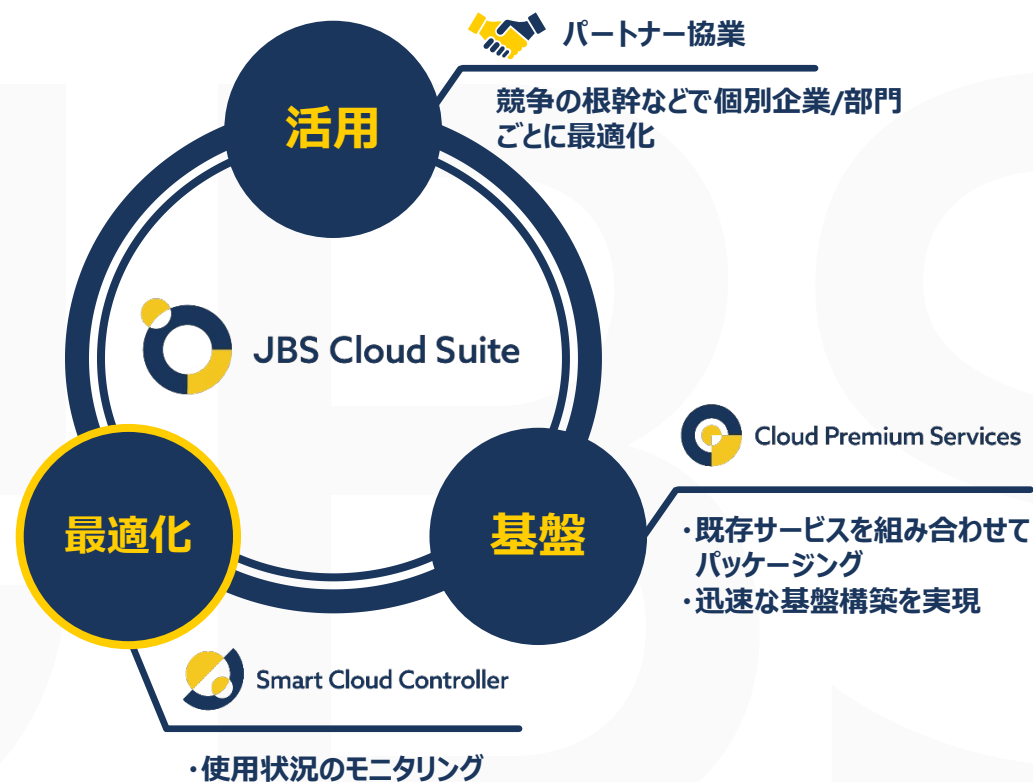 パートナー協業
競争の根幹などで個別企業/部門
ごとに最適化
活用
JBS Cloud Suite
Cloud Premium Services
最適化
基盤
・既存サービスを組み合わせて
パッケージング
・迅速な基盤構築を実現
Smart Cloud Controller
・使用状況のモニタリング